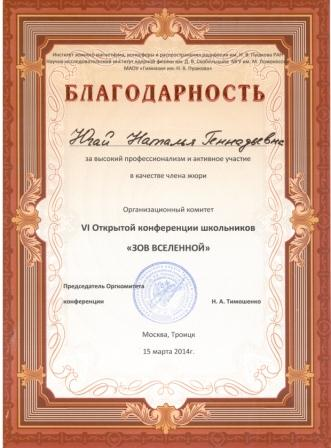 Институт земного магнетизма, ионосферы и распространения радиоволн им. Н. В. Пушкова РАН
Научно исследовательский институт ядерной физики им. Д. В. Скобельцына МГУ им. М. Ломоносова
МАОУ «Гимназия им. Н. В. Пушкова»
БЛАГОДАРНОСТЬ
Югай Наталья Геннадьевна
за высокий профессионализм и активное участие
в качестве члена жюри
Организационный комитет
VI Открытой конференции школьников
«ЗОВ ВСЕЛЕННОЙ»
Председатель Оргкомитета
конференции Н. А. Тимошенко
Москва, Троицк
15 марта 2014г.